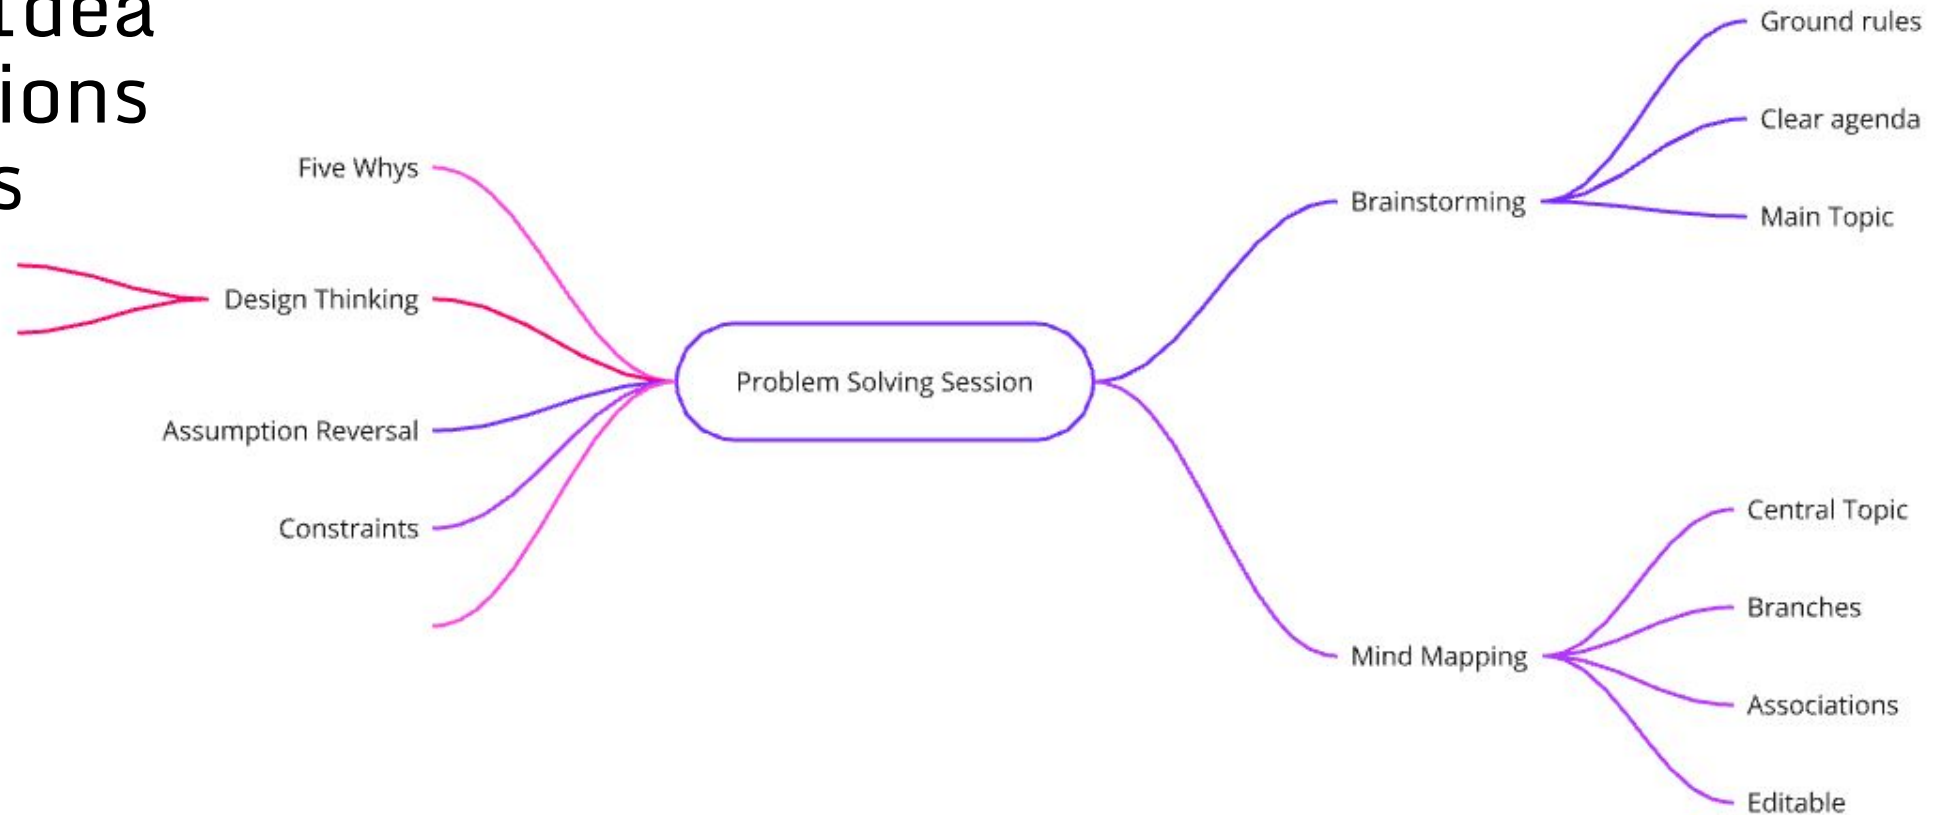 Idea
ions
s
Five Whys
Design Thinking
Assumption Reversal
Constraints
Problem Solving Session
Brainstorming
Ground rules
Clear agenda
Main Topic
Mind Mapping
Central Topic
Branches
Associations
Editable